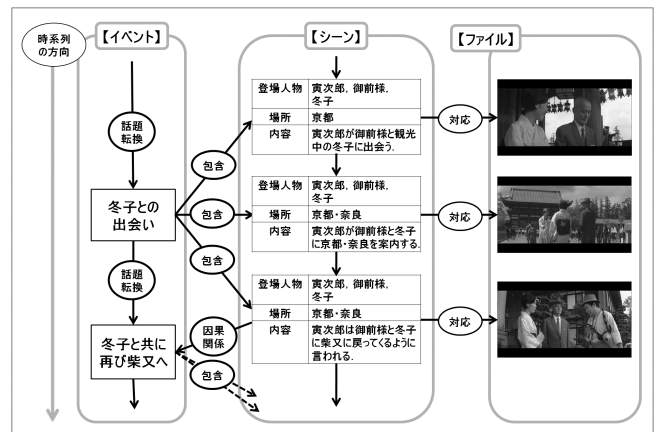 時系列
の方向
【イベント】
【シーン】
【ファイル】
話題
転換
冬子との
出会い
話題
転換
冬子と共に
再び柴又へ
包含
包含
包含
因果
関係
包含
登場人物 寅次郎, 御前様,
冬子
場所 京都
内容 寅次郎が御前様と観光
中の冬子に出会う.
登場人物 寅次郎, 御前様,
冬子
場所 京都・奈良
内容 寅次郎が御前様と冬子
に京都・奈良を案内する.
登場人物 寅次郎, 御前様,
冬子
場所 京都・奈良
内容 寅次郎は御前様と冬子
に柴又に戻ってくるように
言われる.
対応
対応
対応